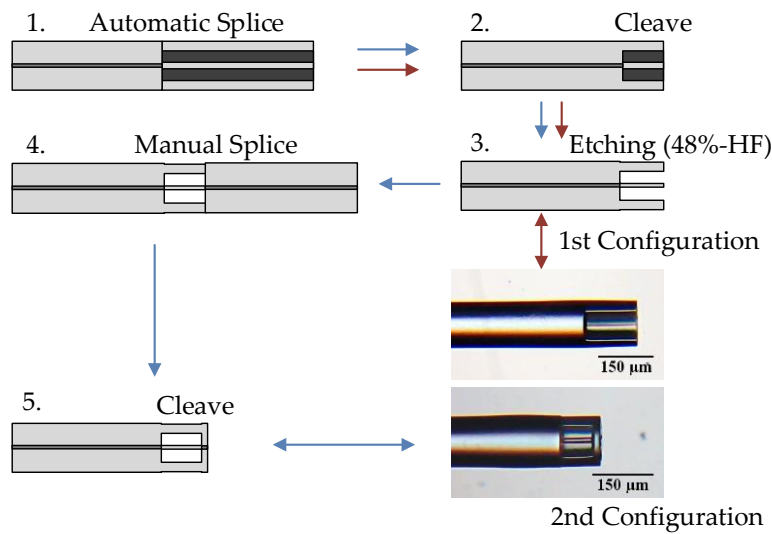 1. Automatic Splice
2. Cleave
3. Etching (48%-HF)
4. Manual Splice
1st Configuration
150 µm
5. Cleave
150 µm
2nd Configuration